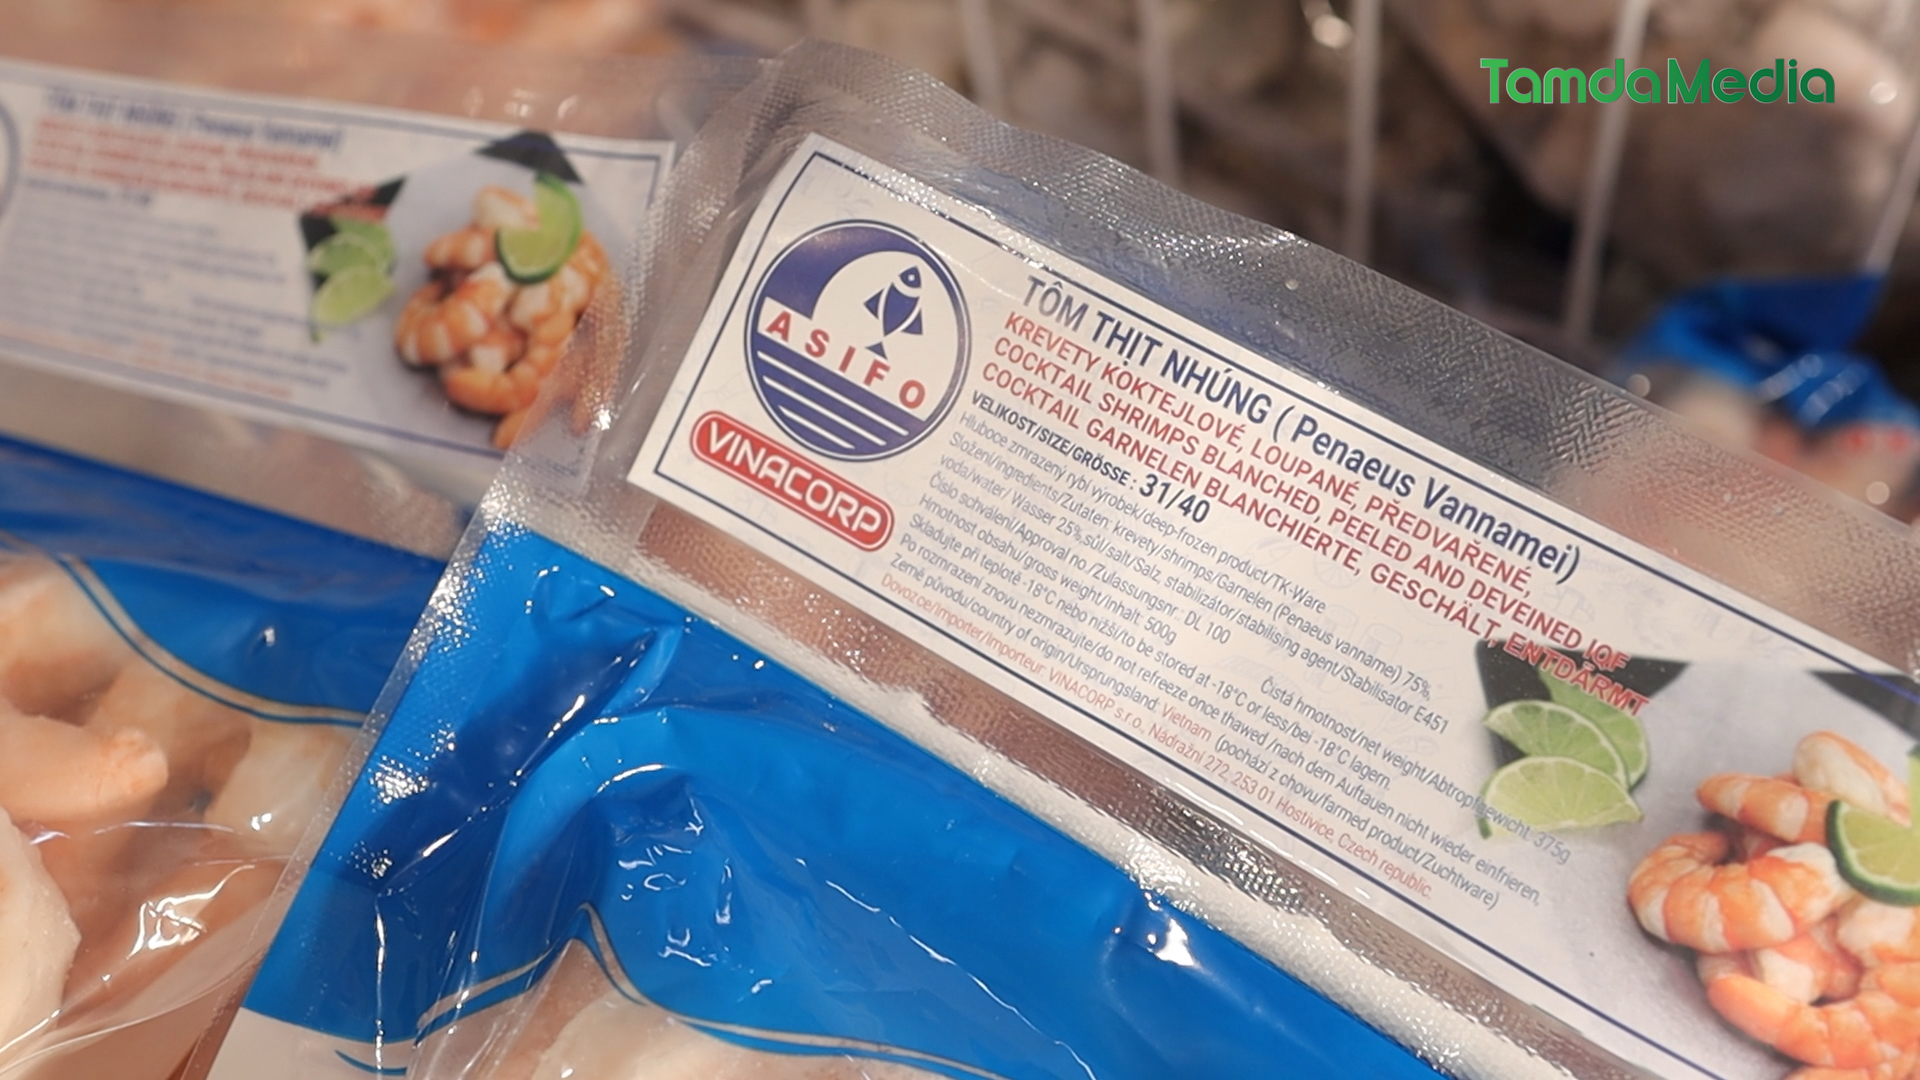 TamdaMedia
ASIFO
VINACORP
TÔM THỊT NHÚNG ( Penaeus Vannamei)
KREVETY KOKTEJLOVÉ, LOUPANÉ, PŘEDVAŘENÉ,
COCKTAIL SHRIMPS BLANCHED, PEELED AND DEVEINED IQF
COCKTAIL GARNELEN BLANCHIERTE, GESCHÄLT, ENTDÄRMT
VELIKOST/SIZE/GRÖSSE : 31/40
Hluboce zmrazený rybí výrobek/deep-frozen product/TK-Ware
Složení/ingredients/Zutaten: krevety/shrimps/Garnelen (Penaeus vannamei) 75%,
voda/water/ Wasser 25%,sůl/salt/Salz, stabilizátor/stabilising agent/Stabilisator E451
Číslo schválení/Approval no./Zulassungsnr.: DL 100
Hmotnost obsahu/gross weight/Inhalt: 500g Čistá hmotnost/net weight/Abtropfgewicht: 375g
Skladujte při teplotě -18°C nebo nižší/to be stored at -18°C or less/bei -18°C lagern.
Po rozmrazení znovu nezmrazujte/do not refreeze once thawed /nach dem Auftauen nicht wieder einfrieren.
Země původu/country of origin/Ursprungsland: Vietnam (pochází z chovu/farmed product/Zuchtware)
Dovozce/Importer/Importeur: VINACORP s.r.o., Nádražní 272, 253 01 Hostivice, Czech republic.